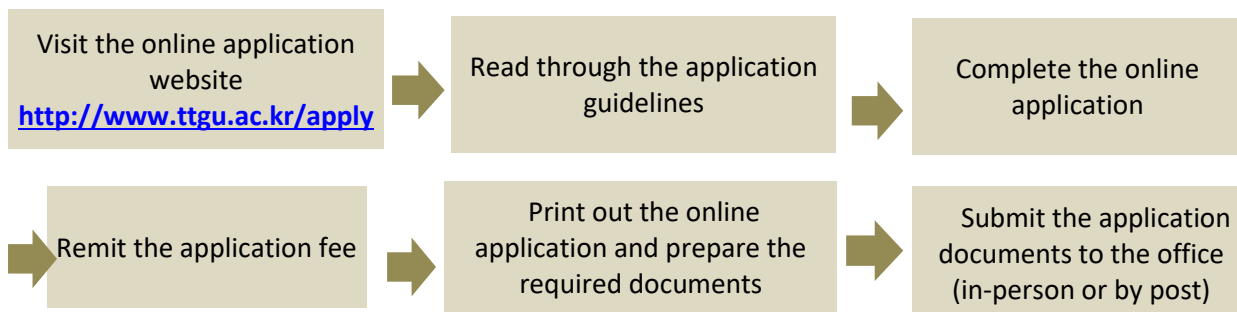 Visit the online application
website
http://www.ttgu.ac.kr/apply
Read through the application
guidelines
Complete the online
application
Remit the application fee
Print out the online
application and prepare the
required documents
Submit the application
documents to the office
(in-person or by post)